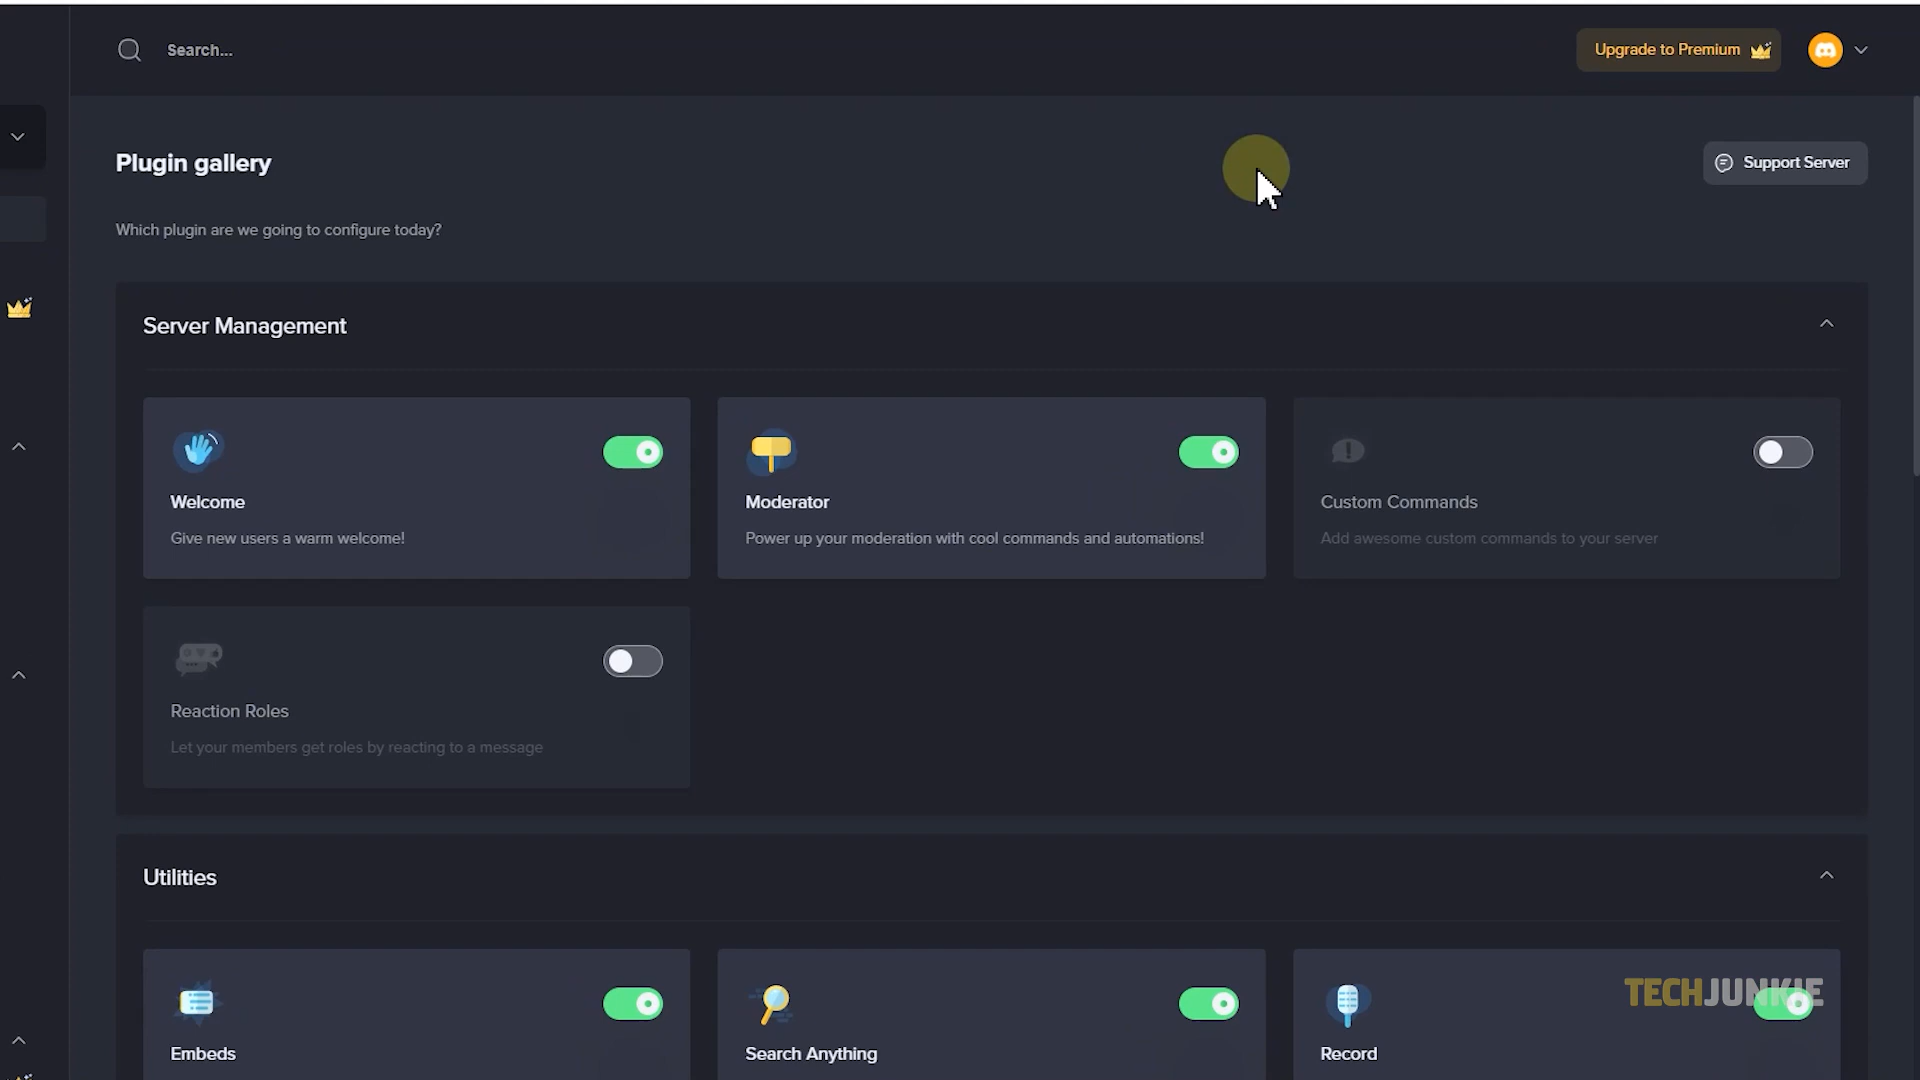 Search...
Upgrade to Premium
Plugin gallery
Support Server
Which plugin are we going to configure today?
Server Management
Welcome
Give new users a warm welcome!
Moderator
Power up your moderation with cool commands and automations!
Custom Commands
Add awesome custom commands to your server
Reaction Roles
Let your members get roles by reacting to a message
Utilities
Embeds
Search Anything
Record
TECHJUNKIE